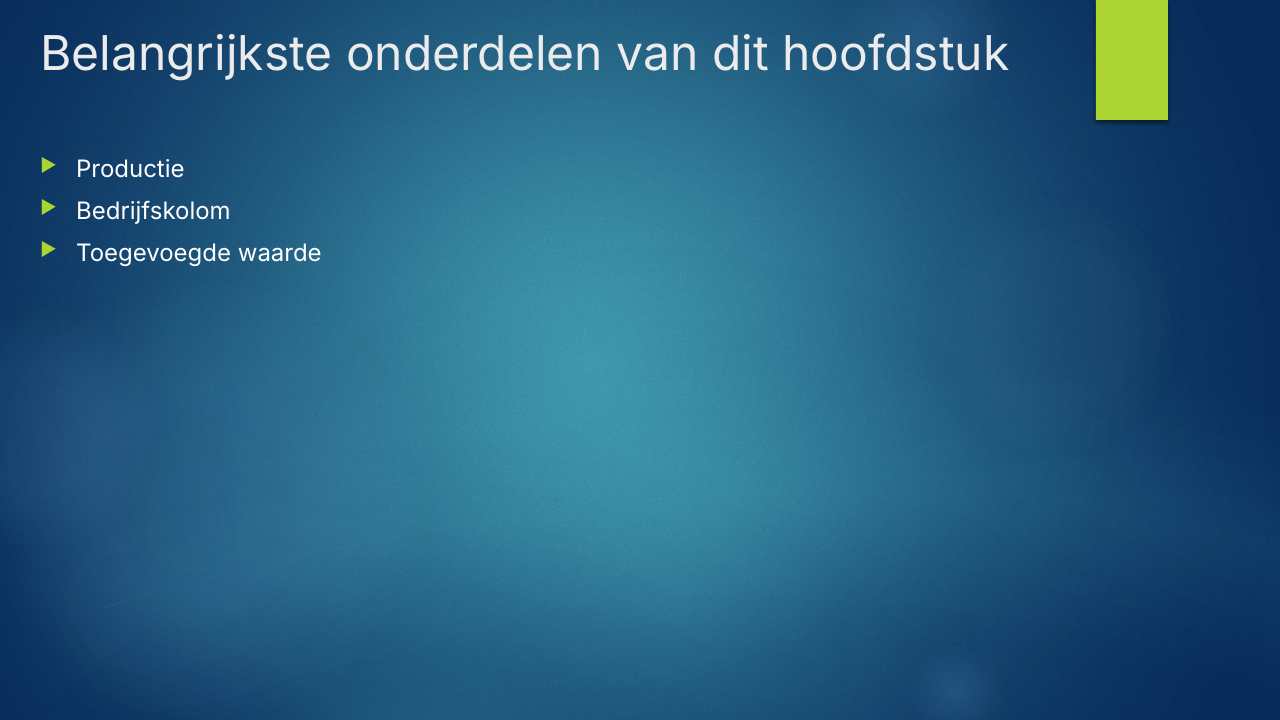 Belangrijkste onderdelen van dit hoofdstuk
Productie
Bedrijfskolom
Toegevoegde waarde